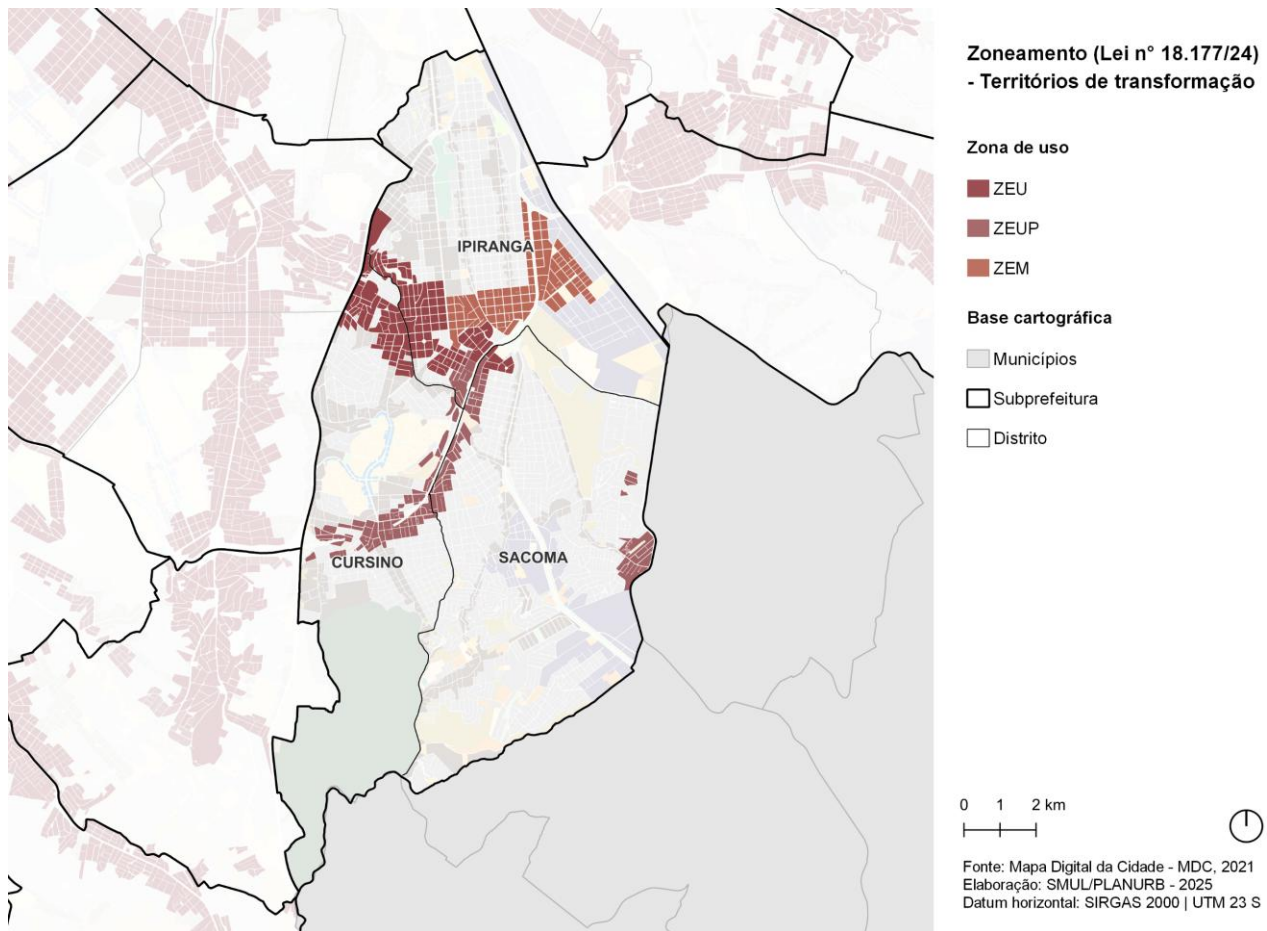 Zoneamento (Lei n° 18.177/24)
- Territórios de transformação
Zona de uso
ZEU
ZEUP
ZEM
Base cartográfica
Municípios
Subprefeitura
Distrito
IPIRANGA
CURSINO
SACOMA
0 1 2 km
Fonte: Mapa Digital da Cidade - MDC, 2021
Elaboração: SMUL/PLANURB - 2025
Datum horizontal: SIRGAS 2000 | UTM 23 S